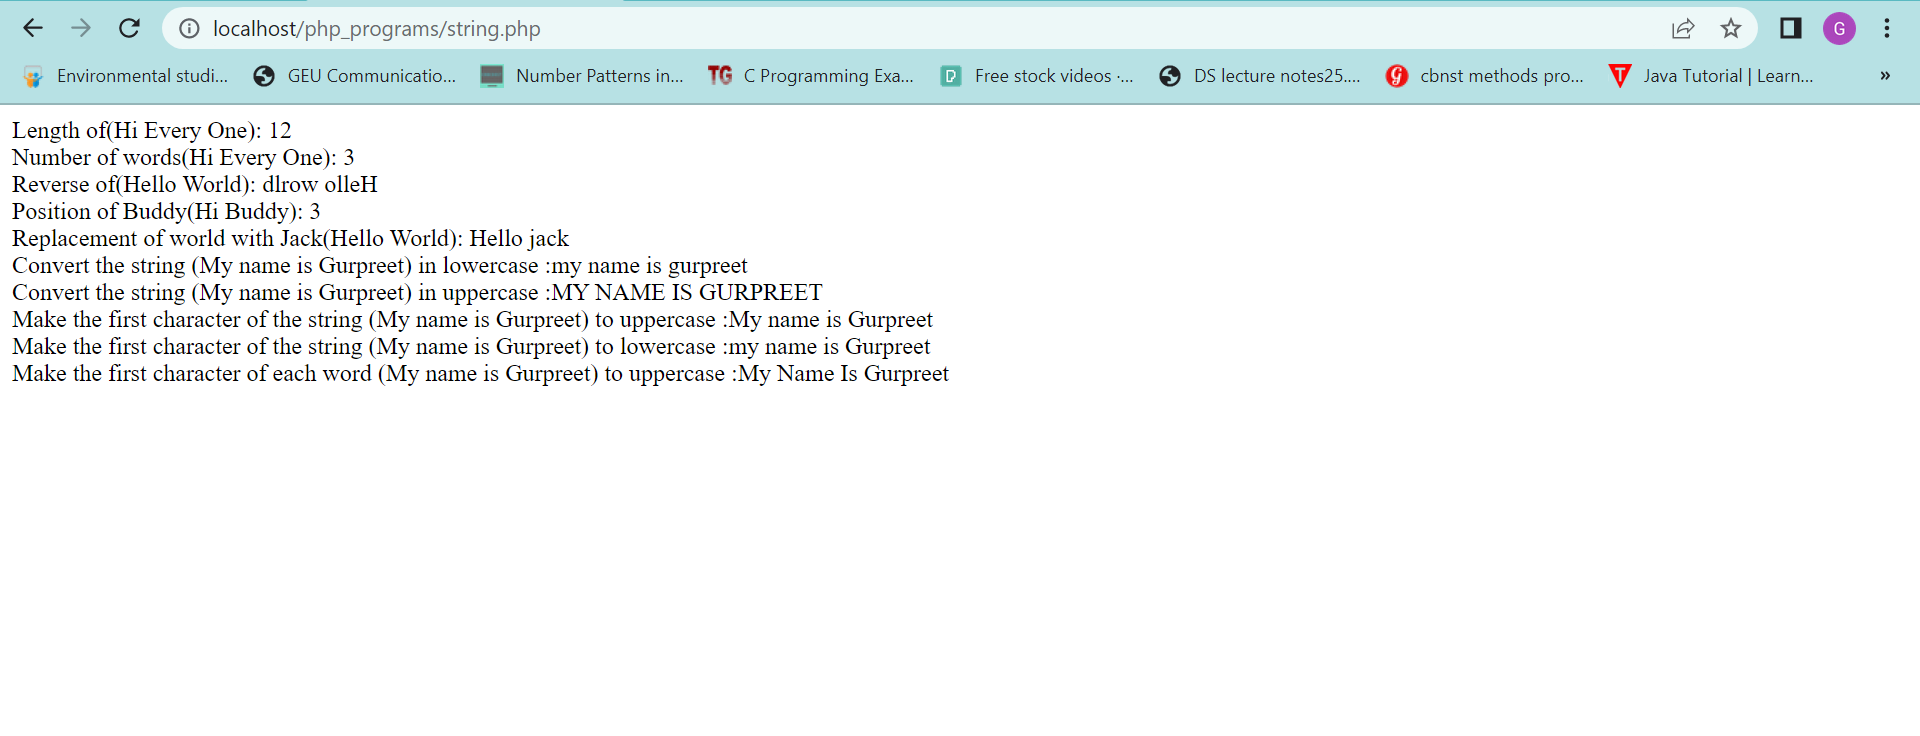 localhost/php_programs/string.php
G
Environmental studi... GEU Communicatio... Number Patterns in... TG C Programming Exa... Free stock videos ·... DS lecture notes25.... cbnst methods pro... Java Tutorial | Learn... »
Length of(Hi Every One): 12
Number of words(Hi Every One): 3
Reverse of(Hello World): dlrow olleH
Position of Buddy(Hi Buddy): 3
Replacement of world with Jack(Hello World): Hello jack
Convert the string (My name is Gurpreet) in lowercase :my name is gurpreet
Convert the string (My name is Gurpreet) in uppercase :MY NAME IS GURPREET
Make the first character of the string (My name is Gurpreet) to uppercase :My name is Gurpreet
Make the first character of the string (My name is Gurpreet) to lowercase :my name is Gurpreet
Make the first character of each word (My name is Gurpreet) to uppercase :My Name Is Gurpreet